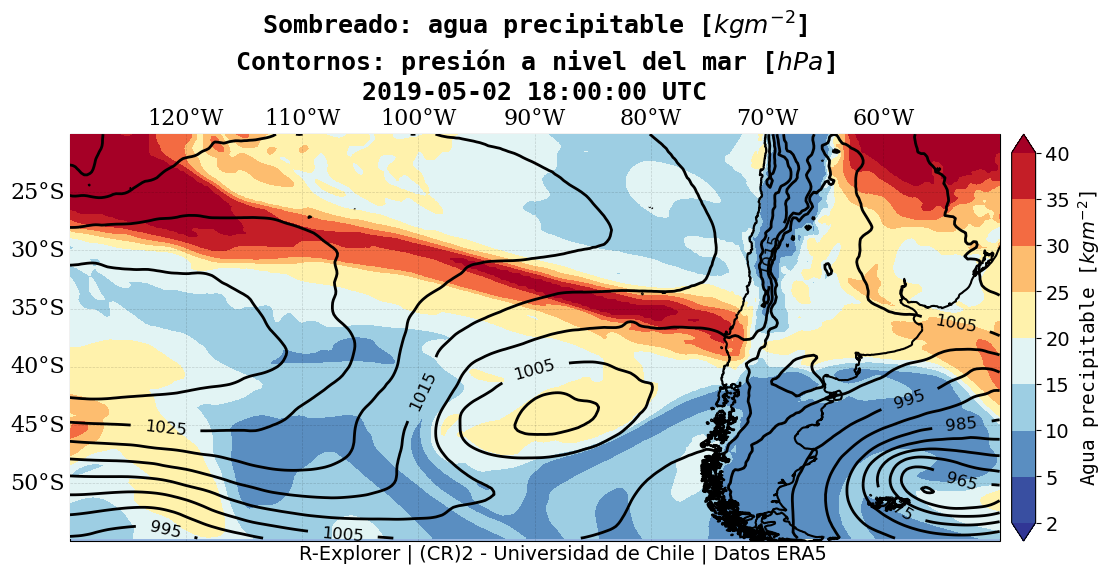 Sombreado: agua precipitable [kgm⁻²]
Contornos: presión a nivel del mar [hPa]
2019-05-02 18:00:00 UTC
120°W 110°W 100°W 90°W 80°W 70°W 60°W
25°S
30°S
35°S
40°S
45°S
50°S
1005
1005
1015
995
1025
985
965
995
1005
40
35
30
25
20
15
10
5
2
Agua precipitable [kgm⁻²]
R-Explorer | (CR)2 - Universidad de Chile | Datos ERA5